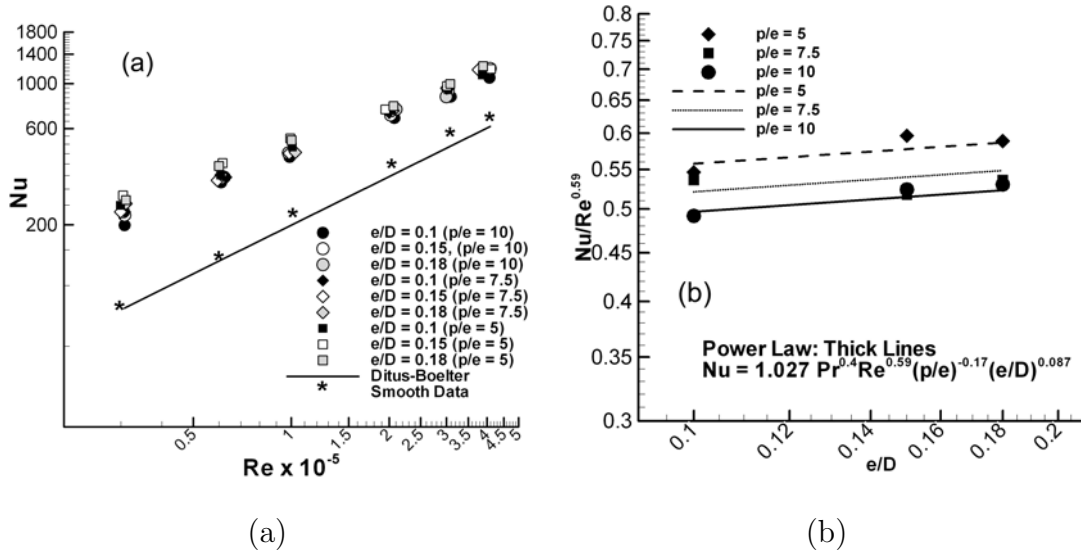 1800
1400
1000
600
200
Nu
(a)
e/D = 0.1 (p/e = 10)
e/D = 0.15, (p/e = 10)
e/D = 0.18 (p/e = 10)
e/D = 0.1 (p/e = 7.5)
e/D = 0.15 (p/e = 7.5)
e/D = 0.18 (p/e = 7.5)
e/D = 0.1 (p/e = 5)
e/D = 0.15 (p/e = 5)
e/D = 0.18 (p/e = 5)
Ditus-Boelter
Smooth Data
0.5 1 1.5 2 2.5 3 3.5 4 4.5 5
Re x 10^-5
(a)
0.8
0.7
0.65
0.6
0.55
0.5
0.45
0.4
0.35
0.3
Nu/Re^0.59
p/e = 5
p/e = 7.5
p/e = 10
p/e = 5
p/e = 7.5
p/e = 10
(b)
Power Law: Thick Lines
Nu = 1.027 Pr^0.4Re^0.59(p/e)^-0.17(e/D)^0.087
0.1 0.12 0.14 0.16 0.18 0.2
e/D
(b)